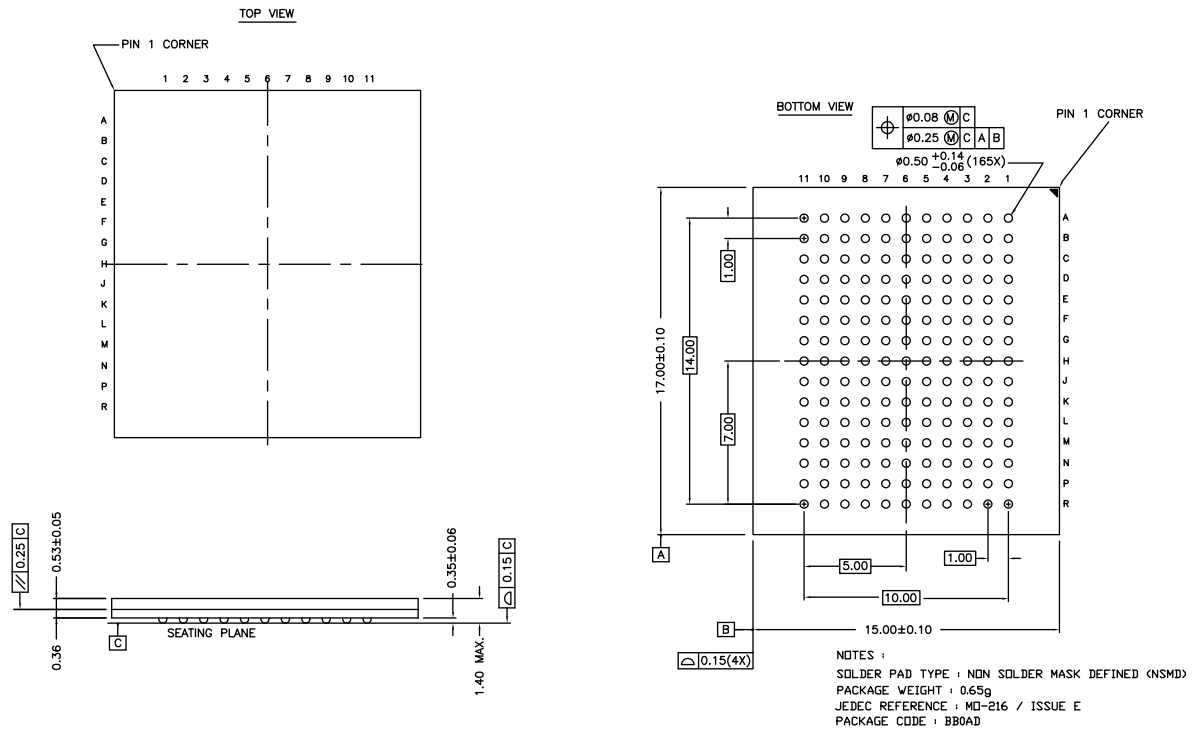 TOP VIEW
PIN 1 CORNER
1 2 3 4 5 6 7 8 9 10 11
A
B
C
D
E
F
G
H
J
K
L
M
N
P
R
// 0.25 C
0.53±0.05
0.36
C
SEATING PLANE
0.35±0.06
0.15 C
1.40 MAX.
BOTTOM VIEW
ø0.08 Ⓜ C
ø0.25 Ⓜ C A B
PIN 1 CORNER
ø0.50 +0.14 -0.06 (165X)
11 10 9 8 7 6 5 4 3 2 1
A
B
C
D
E
F
G
H
J
K
L
M
N
P
R
1.00
17.00±0.10
14.00
7.00
A
5.00
1.00
10.00
B
15.00±0.10
0.15(4X)
NOTES :
SOLDER PAD TYPE : NON SOLDER MASK DEFINED (NSMD)
PACKAGE WEIGHT : 0.65g
JEDEC REFERENCE : MO-216 / ISSUE E
PACKAGE CODE : BB0AD